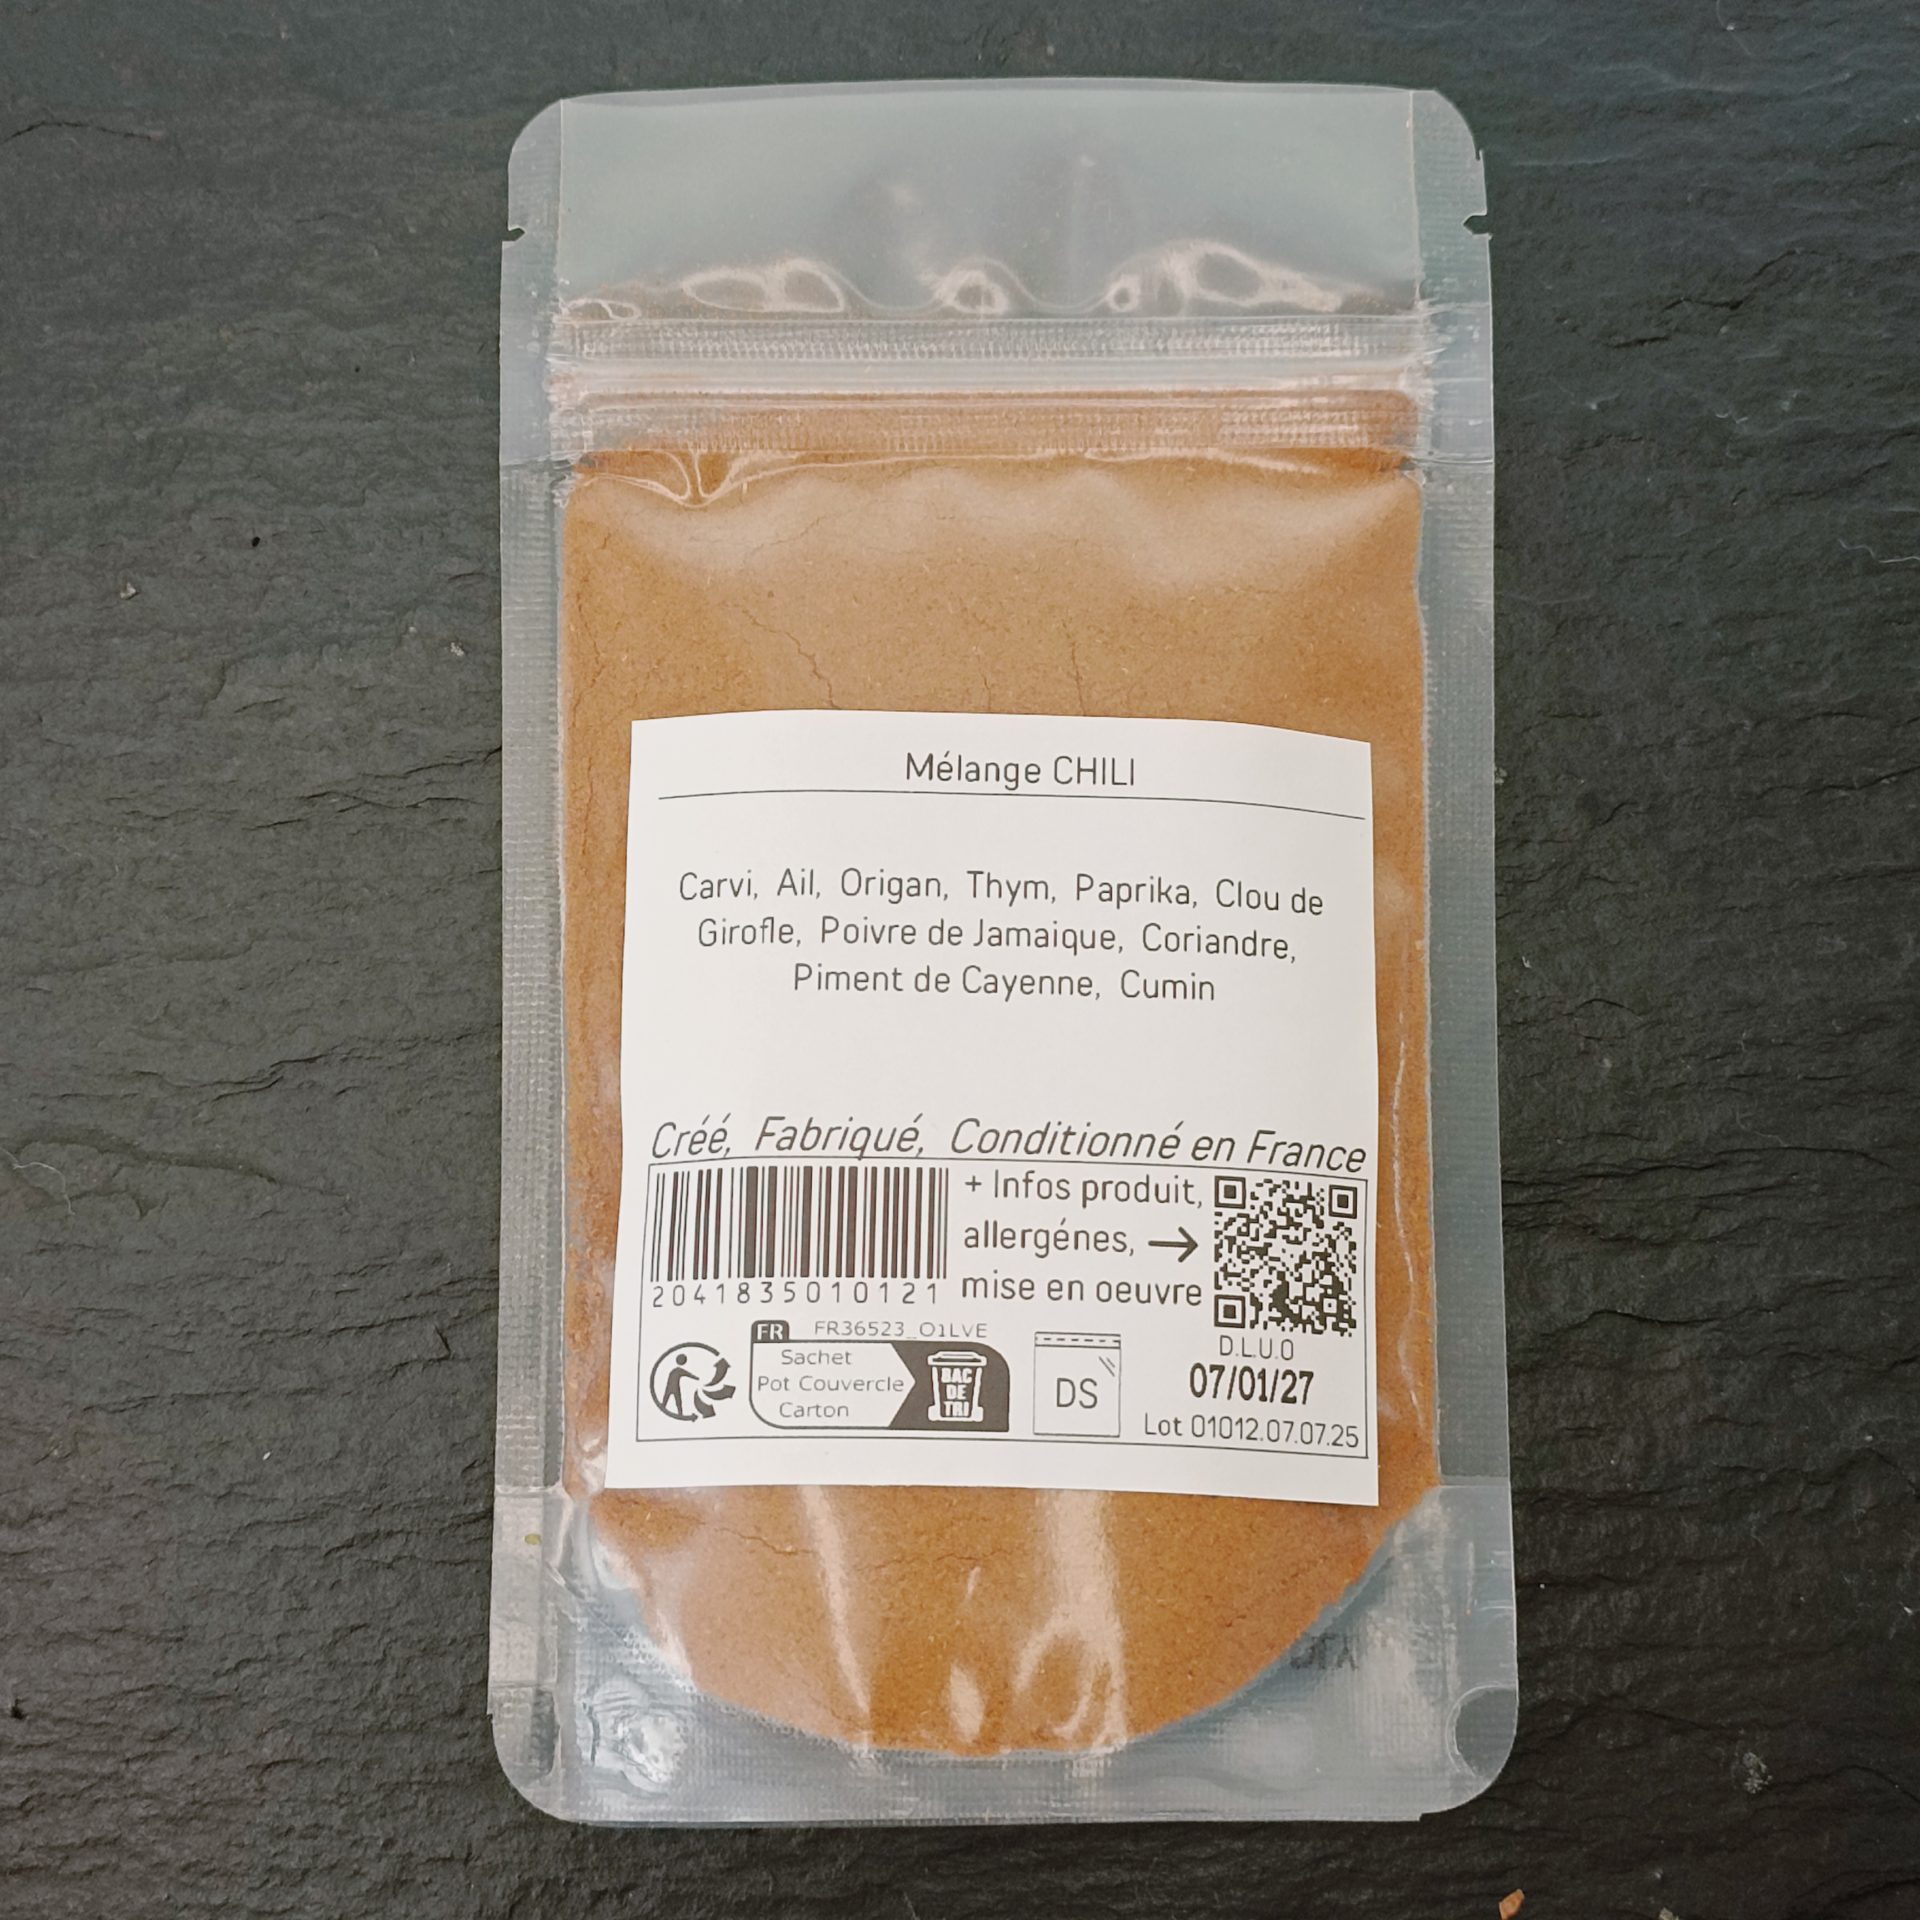 Mélange CHILI
Carvi, Ail, Origan, Thym, Paprika, Clou de
Girofle, Poivre de Jamaique, Coriandre,
Piment de Cayenne, Cumin
Créé, Fabriqué, Conditionné en France
+ Infos produit,
allergénes, →
mise en oeuvre
2041835010121
FR FR36523_O1LVE
Sachet
Pot Couvercle
Carton
BAC
DE
TRI
DS
D.L.U.O
07/01/27
Lot 01012.07.07.25